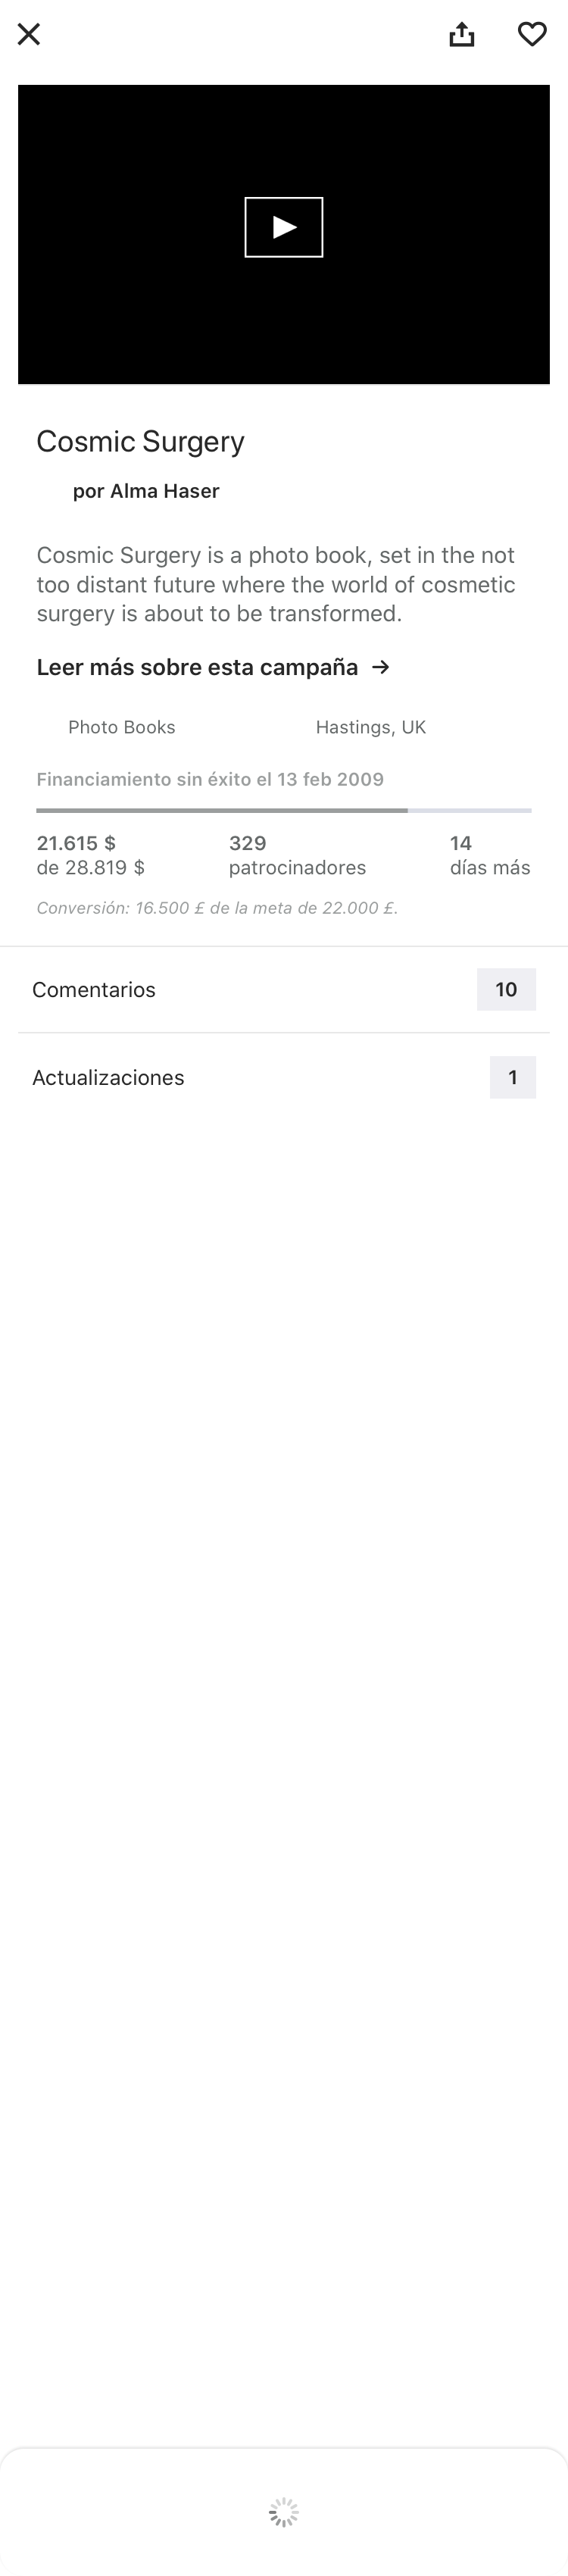 Cosmic Surgery
por Alma Haser
Cosmic Surgery is a photo book, set in the not
too distant future where the world of cosmetic
surgery is about to be transformed.
Leer más sobre esta campaña →
Photo Books
Hastings, UK
Financiamiento sin éxito el 13 feb 2009
21.615 $
de 28.819 $
329
patrocinadores
14
días más
Conversión: 16.500 £ de la meta de 22.000 £.
Comentarios
10
Actualizaciones
1